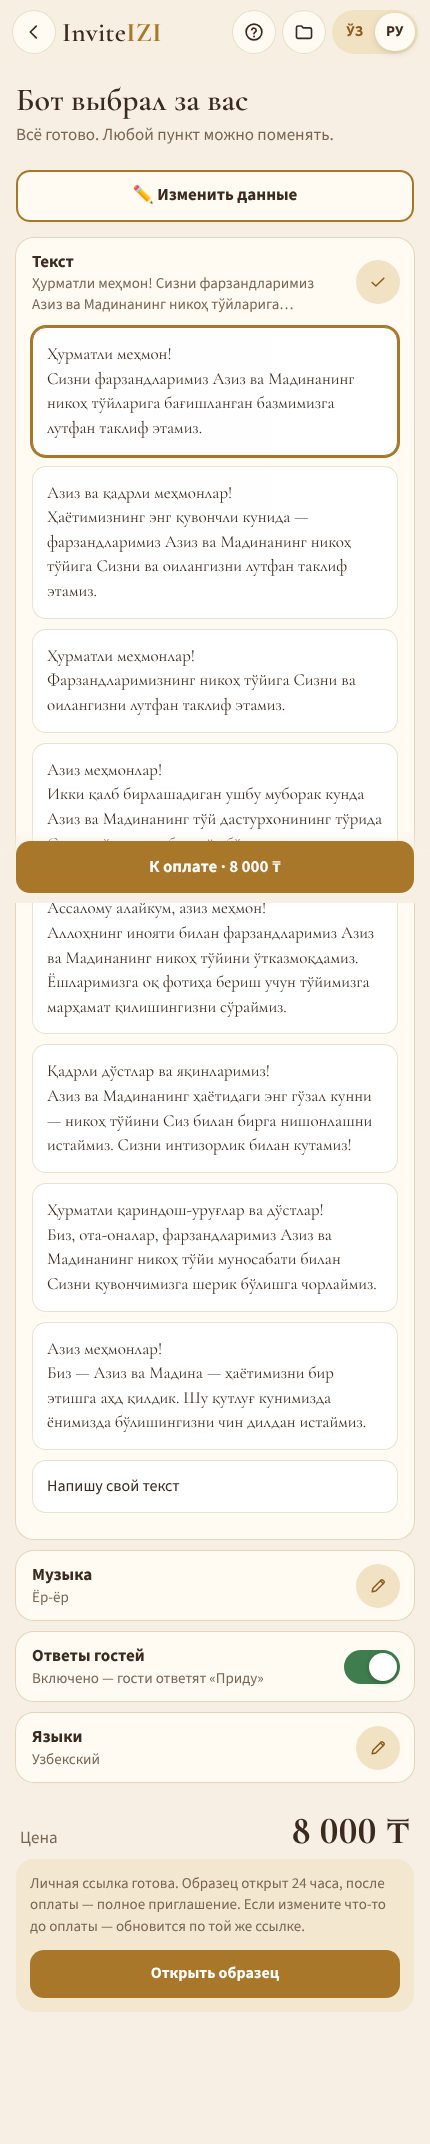 InviteIZI
ЎЗ
РУ
Бот выбрал за вас
Всё готово. Любой пункт можно поменять.
✏️ Изменить данные
Текст
Ҳурматли меҳмон! Сизни фарзандларимиз
Азиз ва Мадинанинг никоҳ тўйларига…
Ҳурматли меҳмон!
Сизни фарзандларимиз Азиз ва Мадинанинг
никоҳ тўйларига бағишланган базмимизга
лутфан таклиф этамиз.
Азиз ва қадрли меҳмонлар!
Ҳаётимизнинг энг қувончли кунида —
фарзандларимиз Азиз ва Мадинанинг никоҳ
тўйига Сизни ва оилангизни лутфан таклиф
этамиз.
Ҳурматли меҳмонлар!
Фарзандларимизнинг никоҳ тўйига Сизни ва
оилангизни лутфан таклиф этамиз.
Азиз меҳмонлар!
Икки қалб бирлашадиган ушбу муборак кунда
Азиз ва Мадинанинг тўй дастурхонининг тўрида
К оплате · 8 000 ₸
Ассалому алайкум, азиз меҳмон!
Аллоҳнинг инояти билан фарзандларимиз Азиз
ва Мадинанинг никоҳ тўйини ўтказмоқдамиз.
Ёшларимизга оқ фотиҳа бериш учун тўйимизга
марҳамат қилишингизни сўраймиз.
Қадрли дўстлар ва яқинларимиз!
Азиз ва Мадинанинг ҳаётидаги энг гўзал кунни
— никоҳ тўйини Сиз билан бирга нишонлашни
истаймиз. Сизни интизорлик билан кутамиз!
Ҳурматли қариндош-уруғлар ва дўстлар!
Биз, ота-оналар, фарзандларимиз Азиз ва
Мадинанинг никоҳ тўйи муносабати билан
Сизни қувончимизга шерик бўлишга чорлаймиз.
Азиз меҳмонлар!
Биз — Азиз ва Мадина — ҳаётимизни бир
этишга аҳд қилдик. Шу қутлуғ кунимизда
ёнимизда бўлишингизни чин дилдан истаймиз.
Напишу свой текст
Музыка
Ёр-ёр
Ответы гостей
Включено — гости ответят «Приду»
Языки
Узбекский
Цена
8 000 ₸
Личная ссылка готова. Образец открыт 24 часа, после
оплаты — полное приглашение. Если измените что-то
до оплаты — обновится по той же ссылке.
Открыть образец